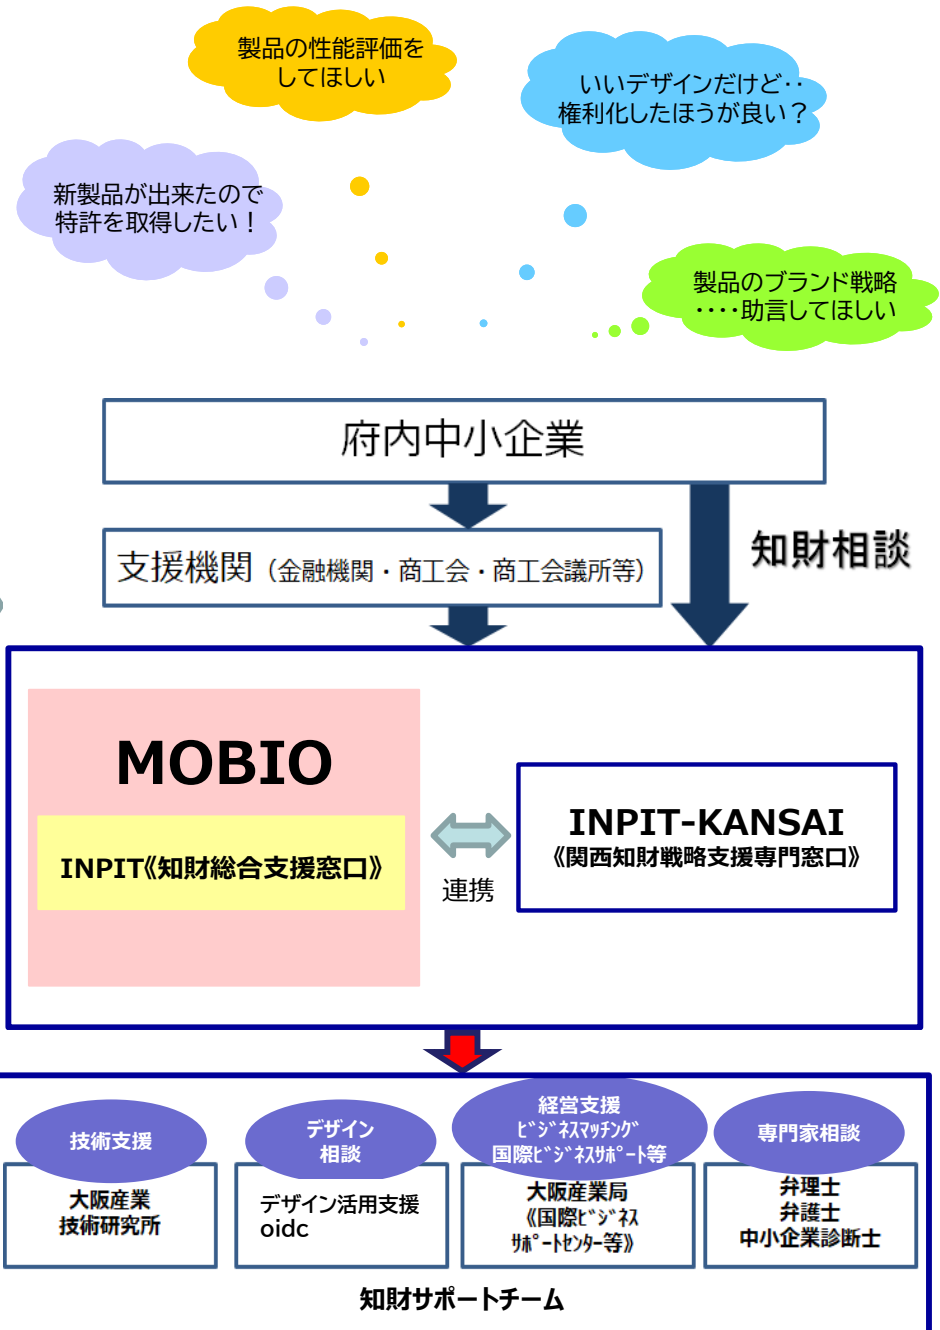 製品の性能評価を
してほしい
いいデザインだけど‥
権利化したほうが良い？
新製品が出来たので
特許を取得したい！
製品のブランド戦略
‥‥助言してほしい
府内中小企業
支援機関（金融機関・商工会・商工会議所等）
知財相談
MOBIO
INPIT《知財総合支援窓口》
連携
INPIT-KANSAI
《関西知財戦略支援専門窓口》
技術支援
大阪産業
技術研究所
デザイン
相談
デザイン活用支援
oidc
経営支援
ﾋﾞｼﾞﾈｽﾏｯﾁﾝｸﾞ
国際ﾋﾞｼﾞﾈｽｻﾎﾟｰﾄ等
大阪産業局
《国際ﾋﾞｼﾞﾈｽ
ｻﾎﾟｰﾄｾﾝﾀｰ等》
専門家相談
弁理士
弁護士
中小企業診断士
知財サポートチーム